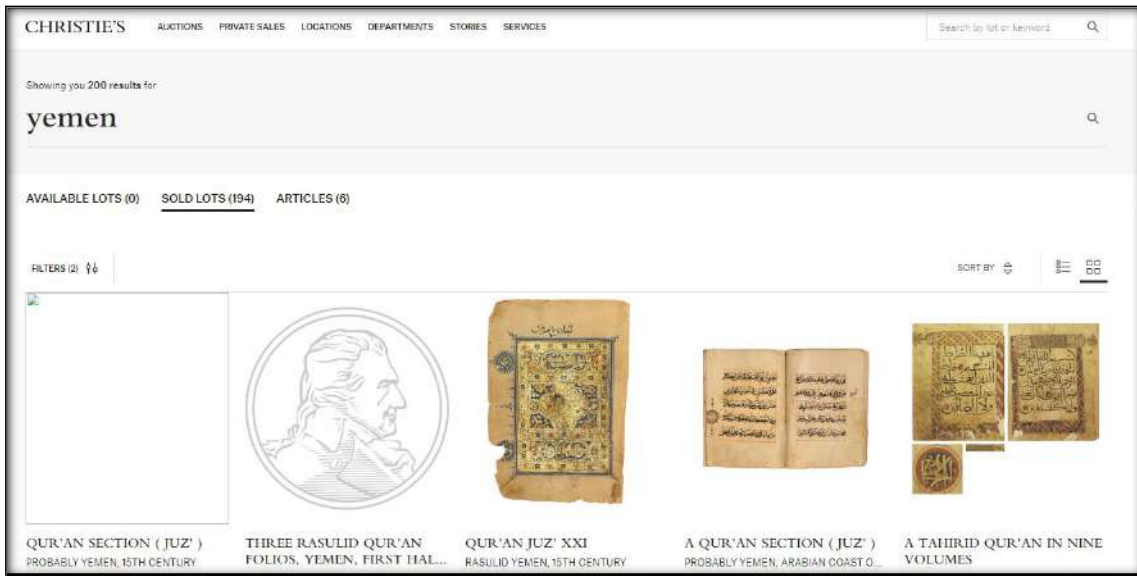 CHRISTIE'S AUCTIONS PRIVATE SALES LOCATIONS DEPARTMENTS STORIES SERVICES Search by lot or keyword
Showing you 200 results for
yemen
AVAILABLE LOTS (0) SOLD LOTS (194) ARTICLES (6)
FILTERS (2) SORT BY
QUR'AN SECTION ( JUZ' )
PROBABLY YEMEN, 15TH CENTURY
THREE RASULID QUR'AN
FOLIOS, YEMEN, FIRST HAL...
QUR'AN JUZ' XXI
RASULID YEMEN, 15TH CENTURY
A QUR'AN SECTION ( JUZ' )
PROBABLY YEMEN, ARABIAN COAST O...
A TAHIRID QUR'AN IN NINE
VOLUMES